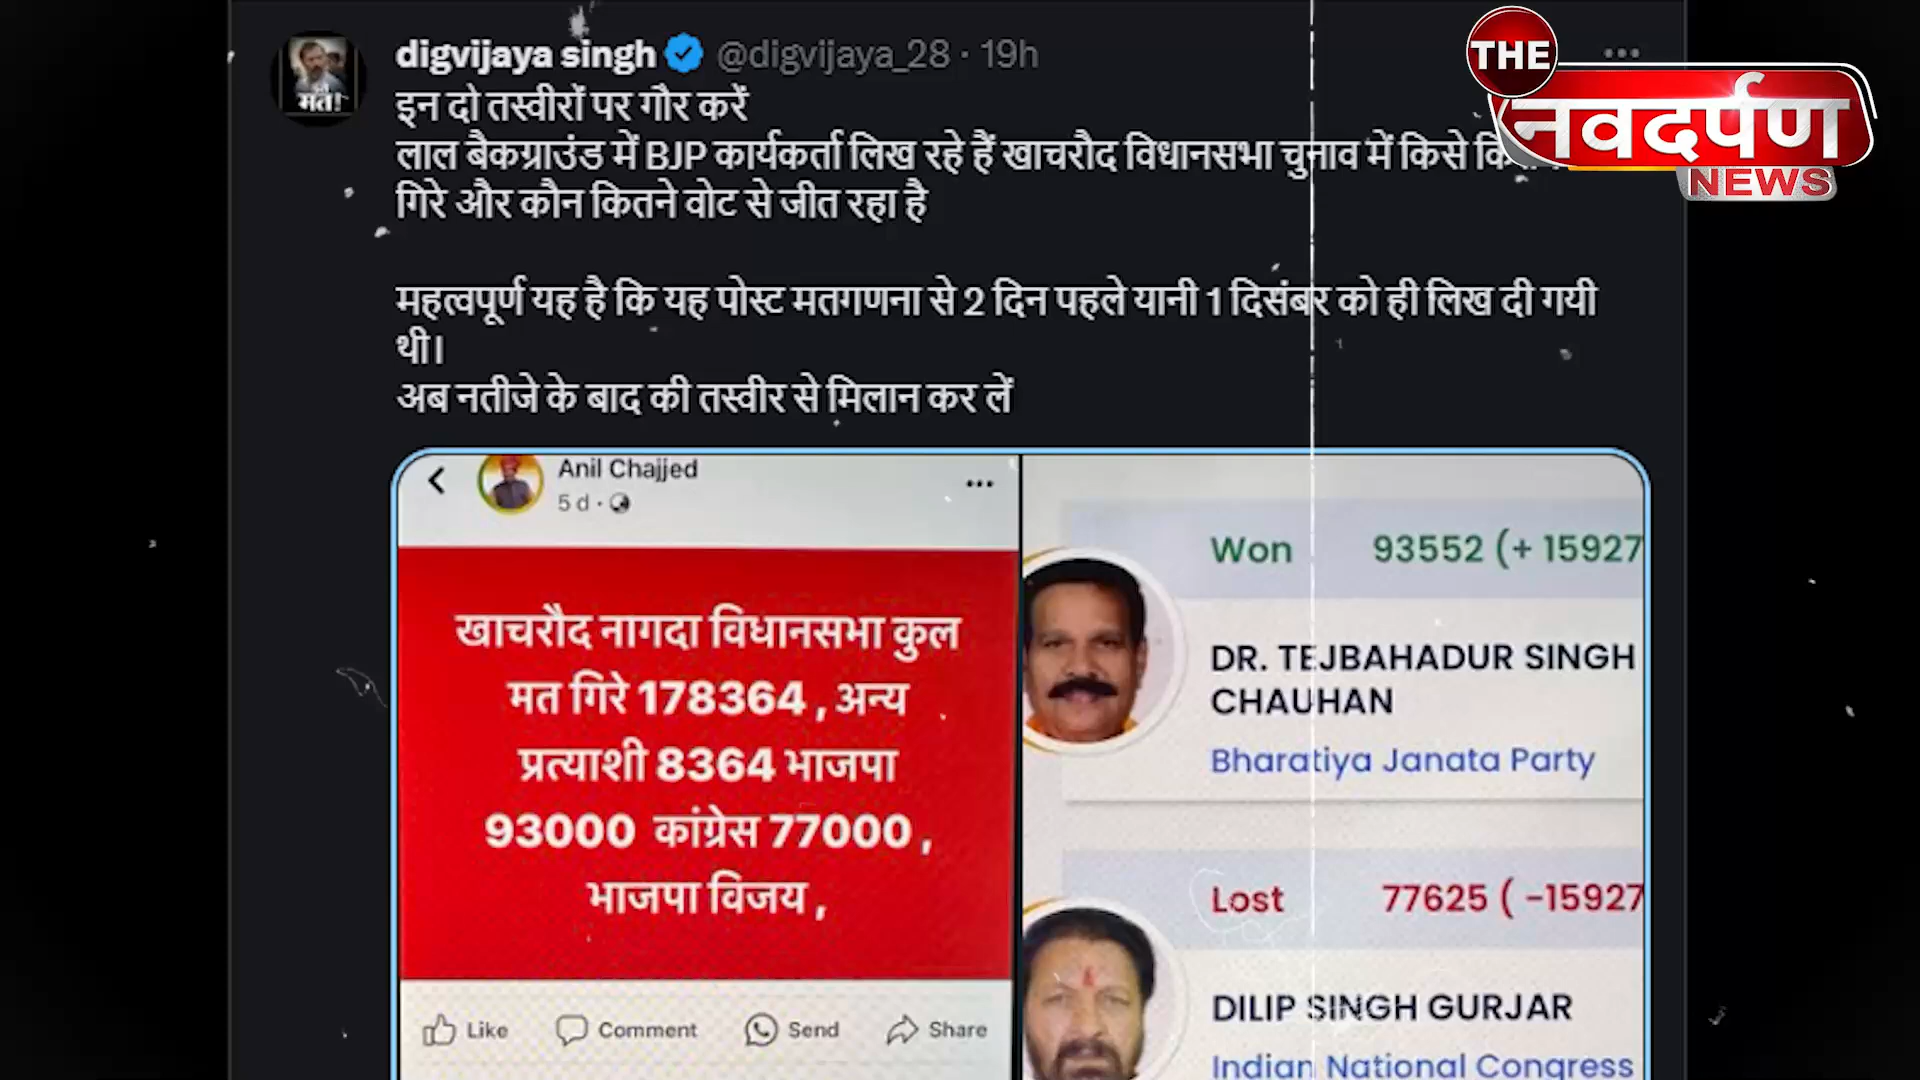 digvijaya singh @digvijaya_28 · 19h
THE
नवदर्पण
NEWS
इन दो तस्वीरों पर गौर करें
लाल बैकग्राउंड में BJP कार्यकर्ता लिख रहे हैं खाचरौद विधानसभा चुनाव में किसे
गिरे और कौन कितने वोट से जीत रहा है
महत्वपूर्ण यह है कि यह पोस्ट मतगणना से 2 दिन पहले यानी 1 दिसंबर को ही लिख दी गयी
थी।
अब नतीजे के बाद की तस्वीर से मिलान कर लें
Anil Chajjed
5 d ·
खाचरौद नागदा विधानसभा कुल
मत गिरे 178364 , अन्य
प्रत्याशी 8364 भाजपा
93000 कांग्रेस 77000 ,
भाजपा विजय ,
Like Comment Send Share
Won 93552 (+ 15927
DR. TEJBAHADUR SINGH
CHAUHAN
Bharatiya Janata Party
Lost 77625 ( -15927
DILIP SINGH GURJAR
Indian National Congress